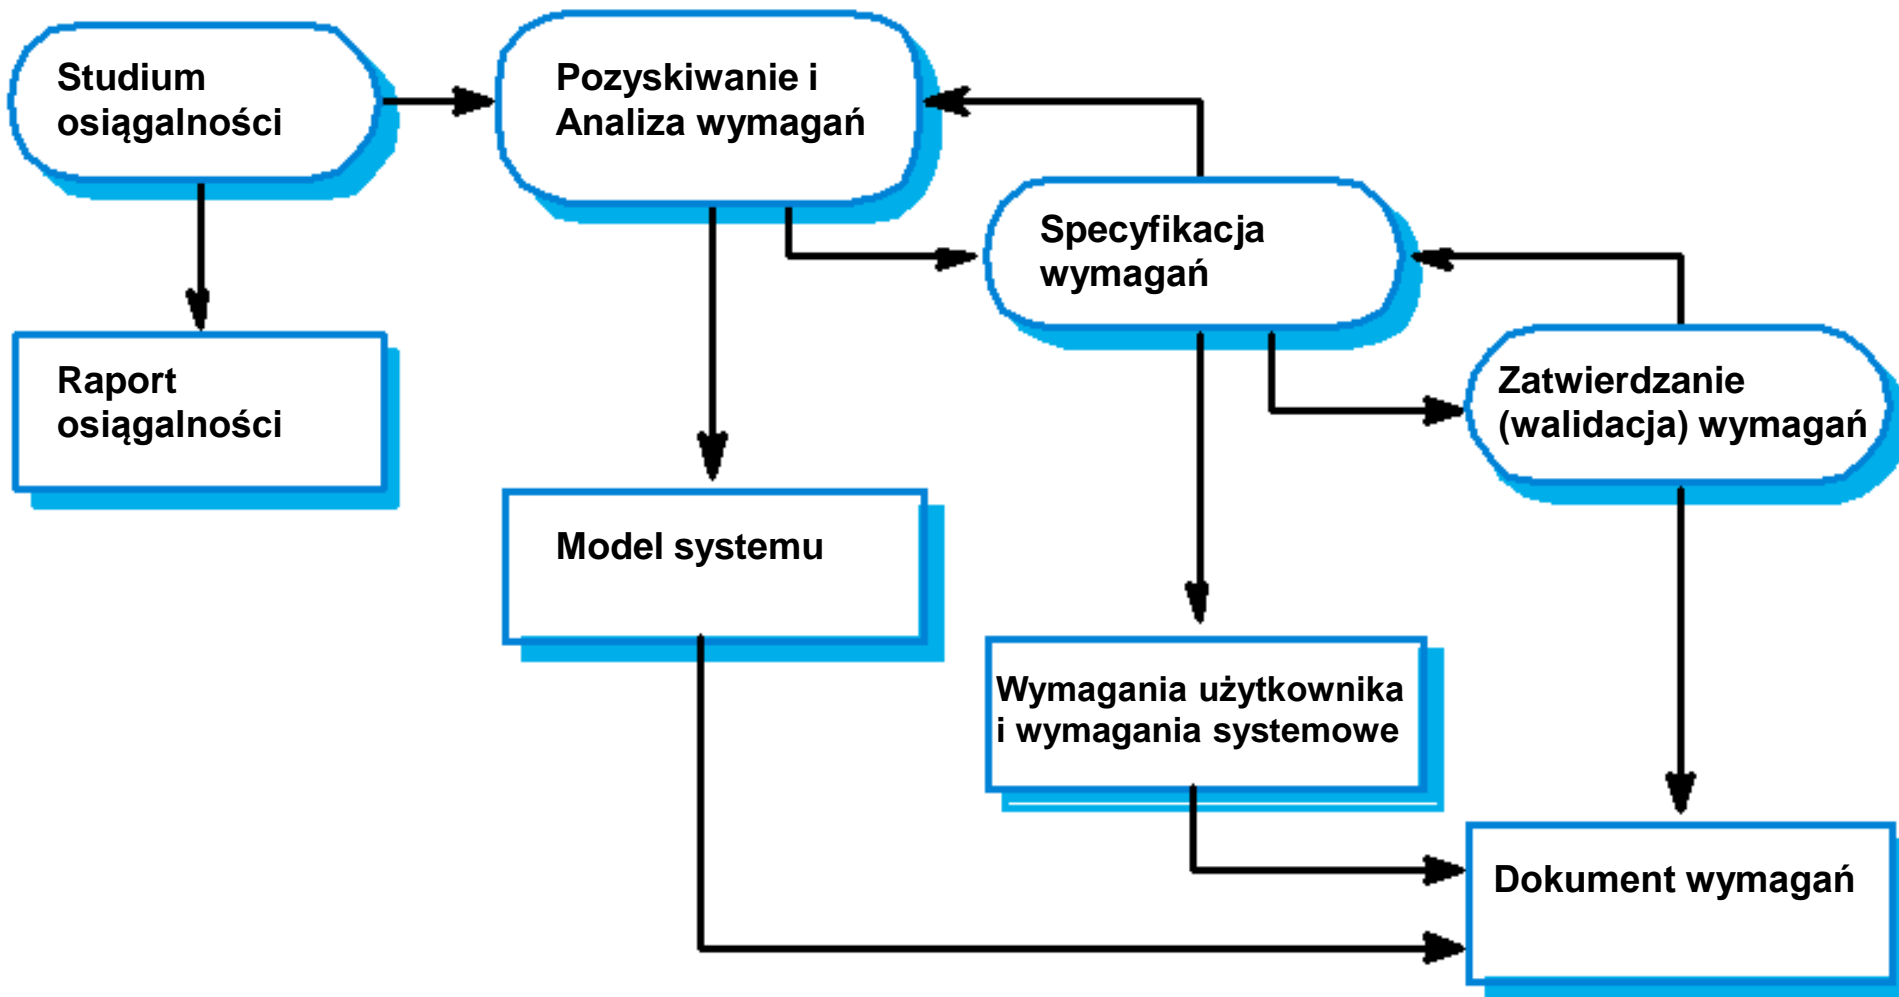 Studium
osiągalności
Pozyskiwanie i
Analiza wymagań
Specyfikacja
wymagań
Zatwierdzanie
(walidacja) wymagań
Raport
osiągalności
Model systemu
Wymagania użytkownika
i wymagania systemowe
Dokument wymagań